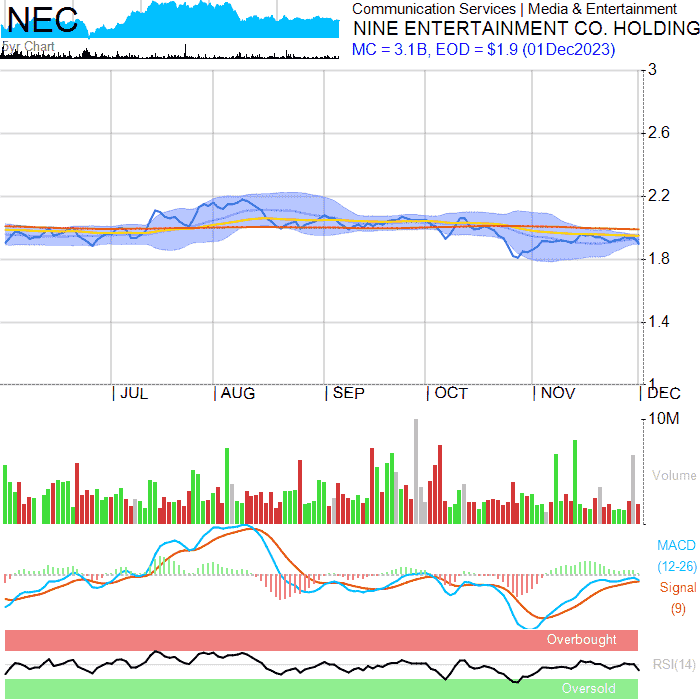 NEC
5yr Chart
Communication Services | Media & Entertainment
NINE ENTERTAINMENT CO. HOLDING
MC = 3.1B, EOD = $1.9 (01Dec2023)
3
2.6
2.2
1.8
1.4
1
| JUL | AUG | SEP | OCT | NOV | DEC
10M
Volume
MACD
(12-26)
Signal
(9)
Overbought
RSI(14)
Oversold